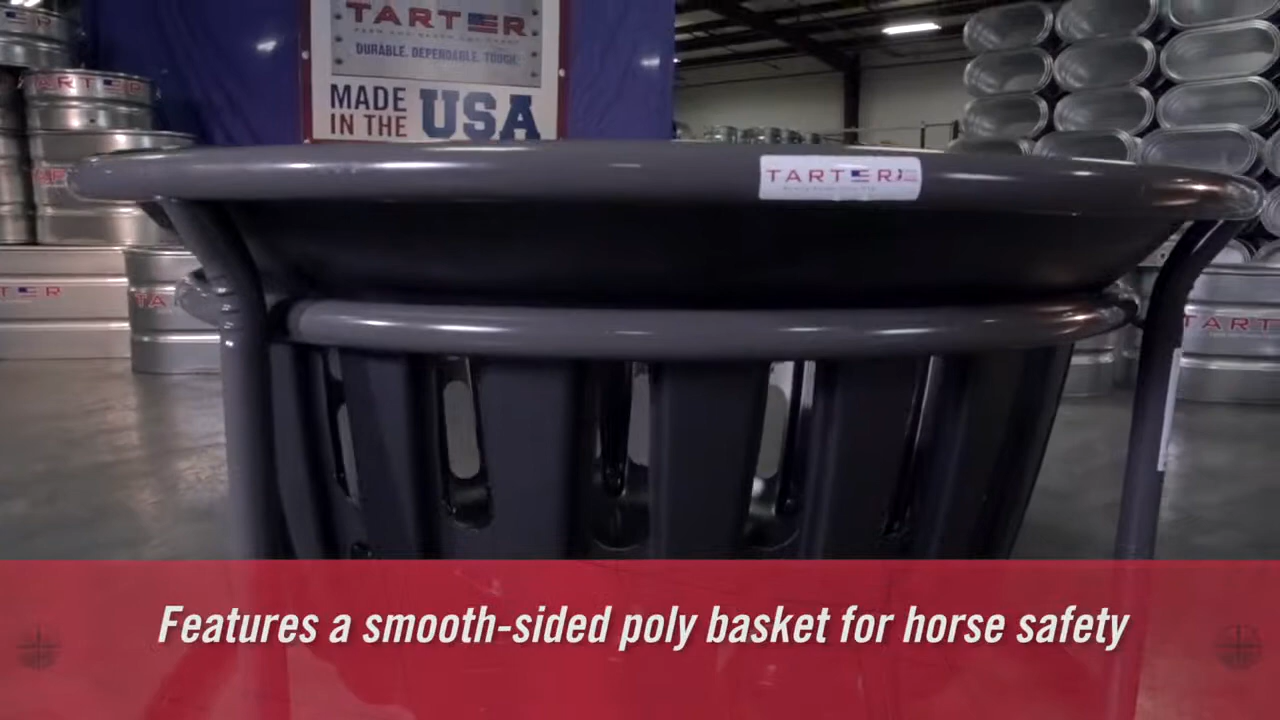 TARTER
DURABLE. DEPENDABLE. TOUGH.
MADE
IN THE USA
TARTER
TARTER
TARTER
TARTER
Features a smooth-sided poly basket for horse safety